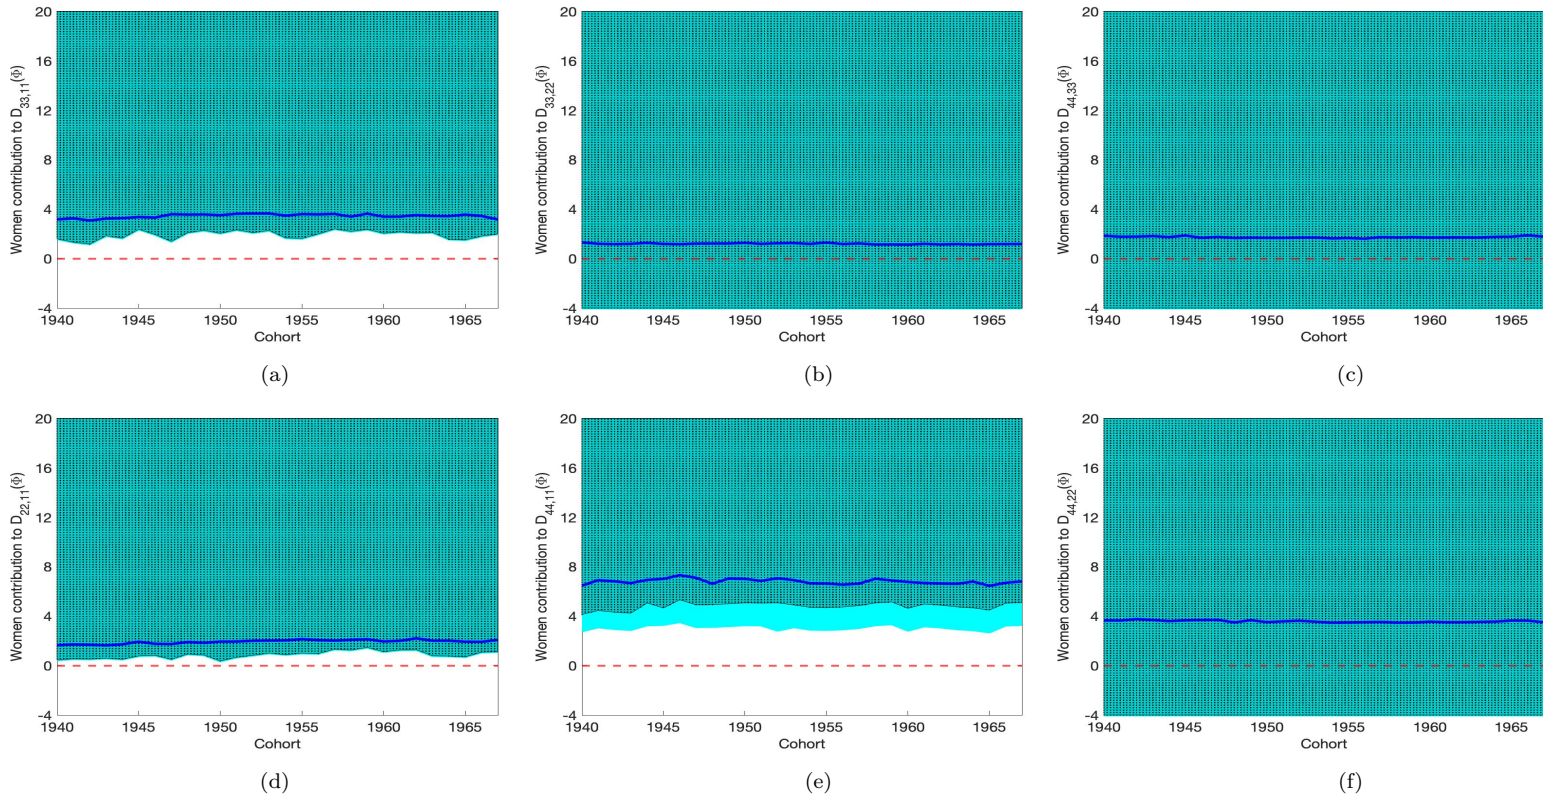 20
16
12
8
4
0
-4
Women contribution to D33,11(Φ)
1940 1945 1950 1955 1960 1965
Cohort
(a)
20
16
12
8
4
0
-4
Women contribution to D33,22(Φ)
1940 1945 1950 1955 1960 1965
Cohort
(b)
20
16
12
8
4
0
-4
Women contribution to D44,33(Φ)
1940 1945 1950 1955 1960 1965
Cohort
(c)
20
16
12
8
4
0
-4
Women contribution to D22,11(Φ)
1940 1945 1950 1955 1960 1965
Cohort
(d)
20
16
12
8
4
0
-4
Women contribution to D44,11(Φ)
1940 1945 1950 1955 1960 1965
Cohort
(e)
20
16
12
8
4
0
-4
Women contribution to D44,22(Φ)
1940 1945 1950 1955 1960 1965
Cohort
(f)